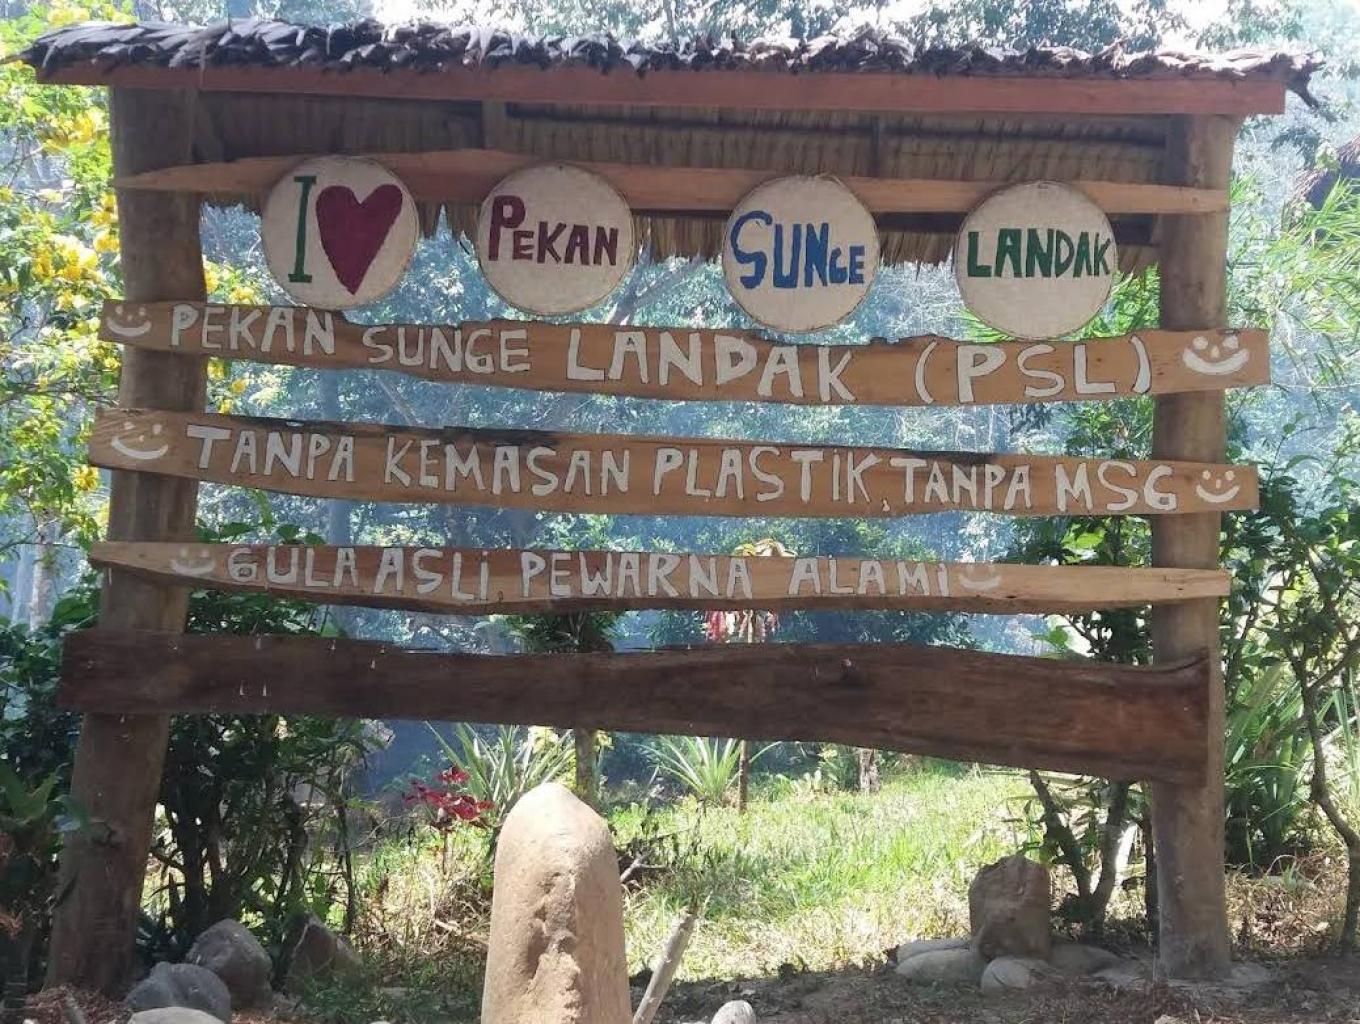 I ❤ PEKAN SUNGE LANDAK
PEKAN SUNGE LANDAK (PSL)
TANPA KEMASAN PLASTiK, TANPA MSG
GULA ASLi, PEWARNA ALAMi